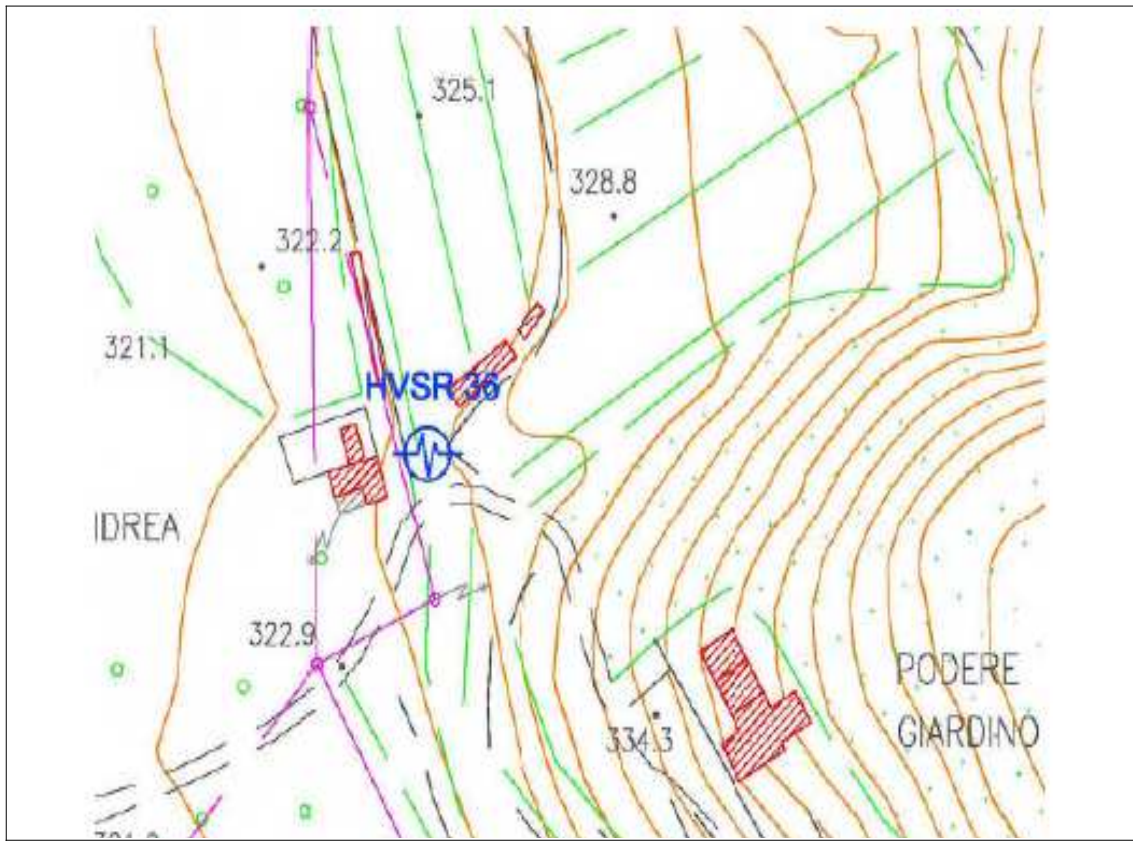 325.1
328.8
322.2
321.1
HVSR 36
IDREA
322.9
PODERE
GIARDINO
334.3